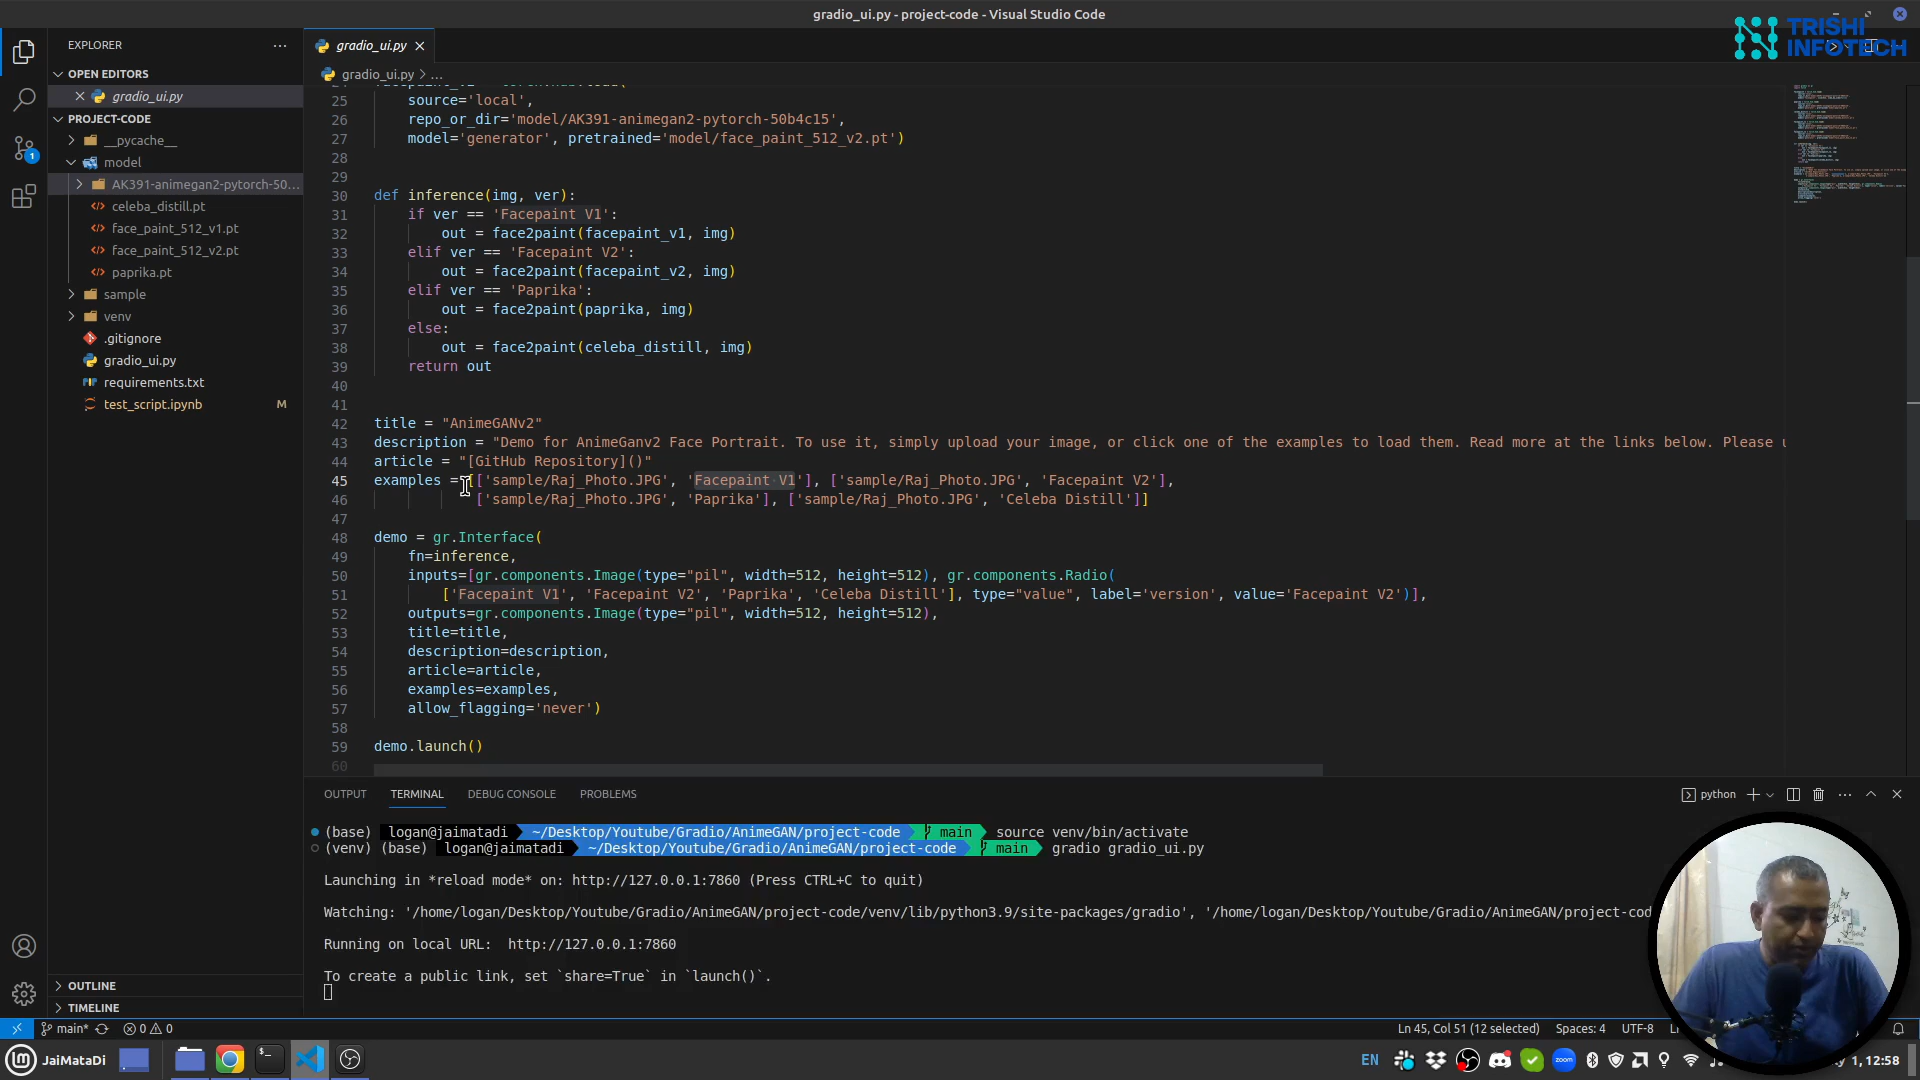 gradio_ui.py - project-code - Visual Studio Code
TRISHI
INFOTECH
EXPLORER
gradio_ui.py
OPEN EDITORS
gradio_ui.py
PROJECT-CODE
__pycache__
model
AK391-animegan2-pytorch-50...
celeba_distill.pt
face_paint_512_v1.pt
face_paint_512_v2.pt
paprika.pt
sample
venv
.gitignore
gradio_ui.py
requirements.txt
test_script.ipynb M
OUTLINE
TIMELINE
1
gradio_ui.py > ...
25 source='local',
26 repo_or_dir='model/AK391-animegan2-pytorch-50b4c15',
27 model='generator', pretrained='model/face_paint_512_v2.pt')
28
29
30 def inference(img, ver):
31 if ver == 'Facepaint V1':
32 out = face2paint(facepaint_v1, img)
33 elif ver == 'Facepaint V2':
34 out = face2paint(facepaint_v2, img)
35 elif ver == 'Paprika':
36 out = face2paint(paprika, img)
37 else:
38 out = face2paint(celeba_distill, img)
39 return out
40
41
42 title = "AnimeGANv2"
43 description = "Demo for AnimeGanv2 Face Portrait. To use it, simply upload your image, or click one of the examples to load them. Read more at the links below. Please u
44 article = "[GitHub Repository]()"
45 examples = [['sample/Raj_Photo.JPG', 'Facepaint V1'], ['sample/Raj_Photo.JPG', 'Facepaint V2'],
46 ['sample/Raj_Photo.JPG', 'Paprika'], ['sample/Raj_Photo.JPG', 'Celeba Distill']]
47
48 demo = gr.Interface(
49 fn=inference,
50 inputs=[gr.components.Image(type="pil", width=512, height=512), gr.components.Radio(
51 ['Facepaint V1', 'Facepaint V2', 'Paprika', 'Celeba Distill'], type="value", label='version', value='Facepaint V2')],
52 outputs=gr.components.Image(type="pil", width=512, height=512),
53 title=title,
54 description=description,
55 article=article,
56 examples=examples,
57 allow_flagging='never')
58
59 demo.launch()
60
OUTPUT TERMINAL DEBUG CONSOLE PROBLEMS python
(base) logan@jaimatadi ~/Desktop/Youtube/Gradio/AnimeGAN/project-code main source venv/bin/activate
(venv) (base) logan@jaimatadi ~/Desktop/Youtube/Gradio/AnimeGAN/project-code main gradio gradio_ui.py
Launching in *reload mode* on: http://127.0.0.1:7860 (Press CTRL+C to quit)
Watching: '/home/logan/Desktop/Youtube/Gradio/AnimeGAN/project-code/venv/lib/python3.9/site-packages/gradio', '/home/logan/Desktop/Youtube/Gradio/AnimeGAN/project-cod
Running on local URL: http://127.0.0.1:7860
To create a public link, set `share=True` in `launch()`.
main* 0 0 Ln 45, Col 51 (12 selected) Spaces: 4 UTF-8
JaiMataDi EN zoom 1, 12:58